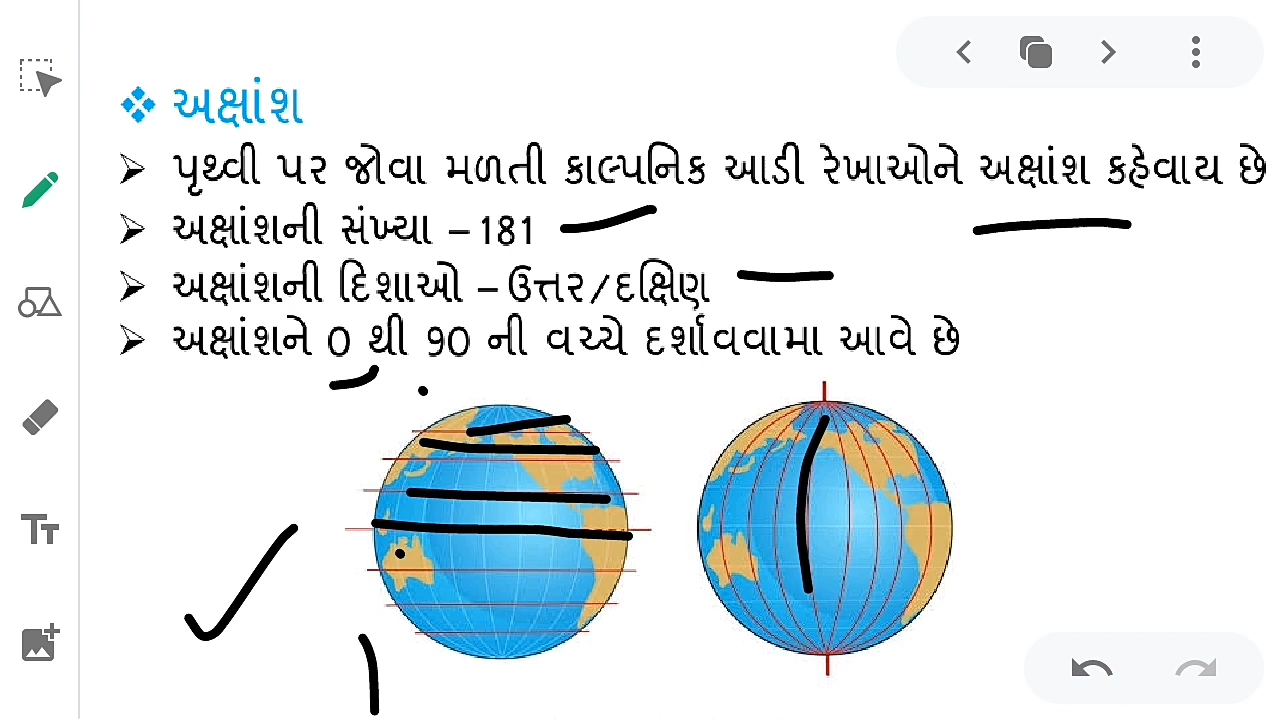 ❖ અક્ષાંશ
➢ પૃથ્વી પર જોવા મળતી કાલ્પનિક આડી રેખાઓને અક્ષાંશ કહેવાય છે
➢ અક્ષાંશની સંખ્યા – 181
➢ અક્ષાંશની દિશાઓ – ઉત્તર/દક્ષિણ
➢ અક્ષાંશને 0 થી 90 ની વચ્ચે દર્શાવવામા આવે છે
Tт